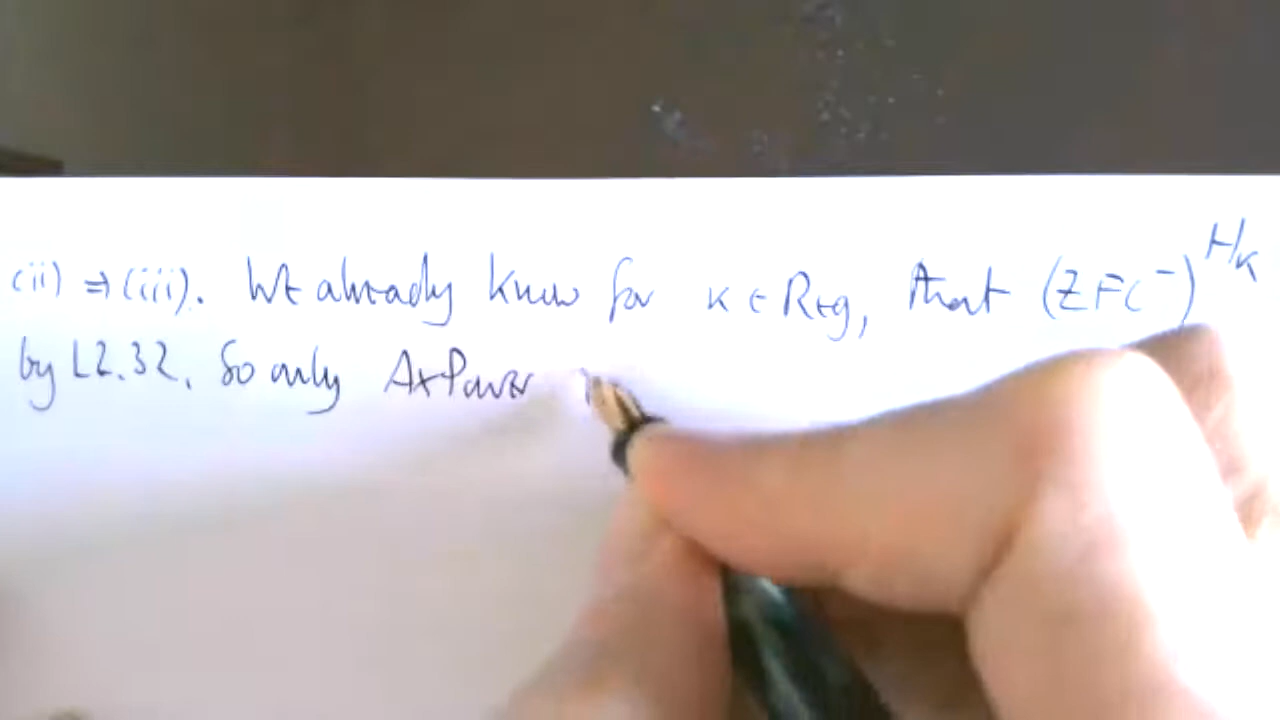 (ii) ⇒ (iii). We already know for κ ∈ Reg, that (ZFC⁻)^{H_κ}
by L2.32. So only AxPower